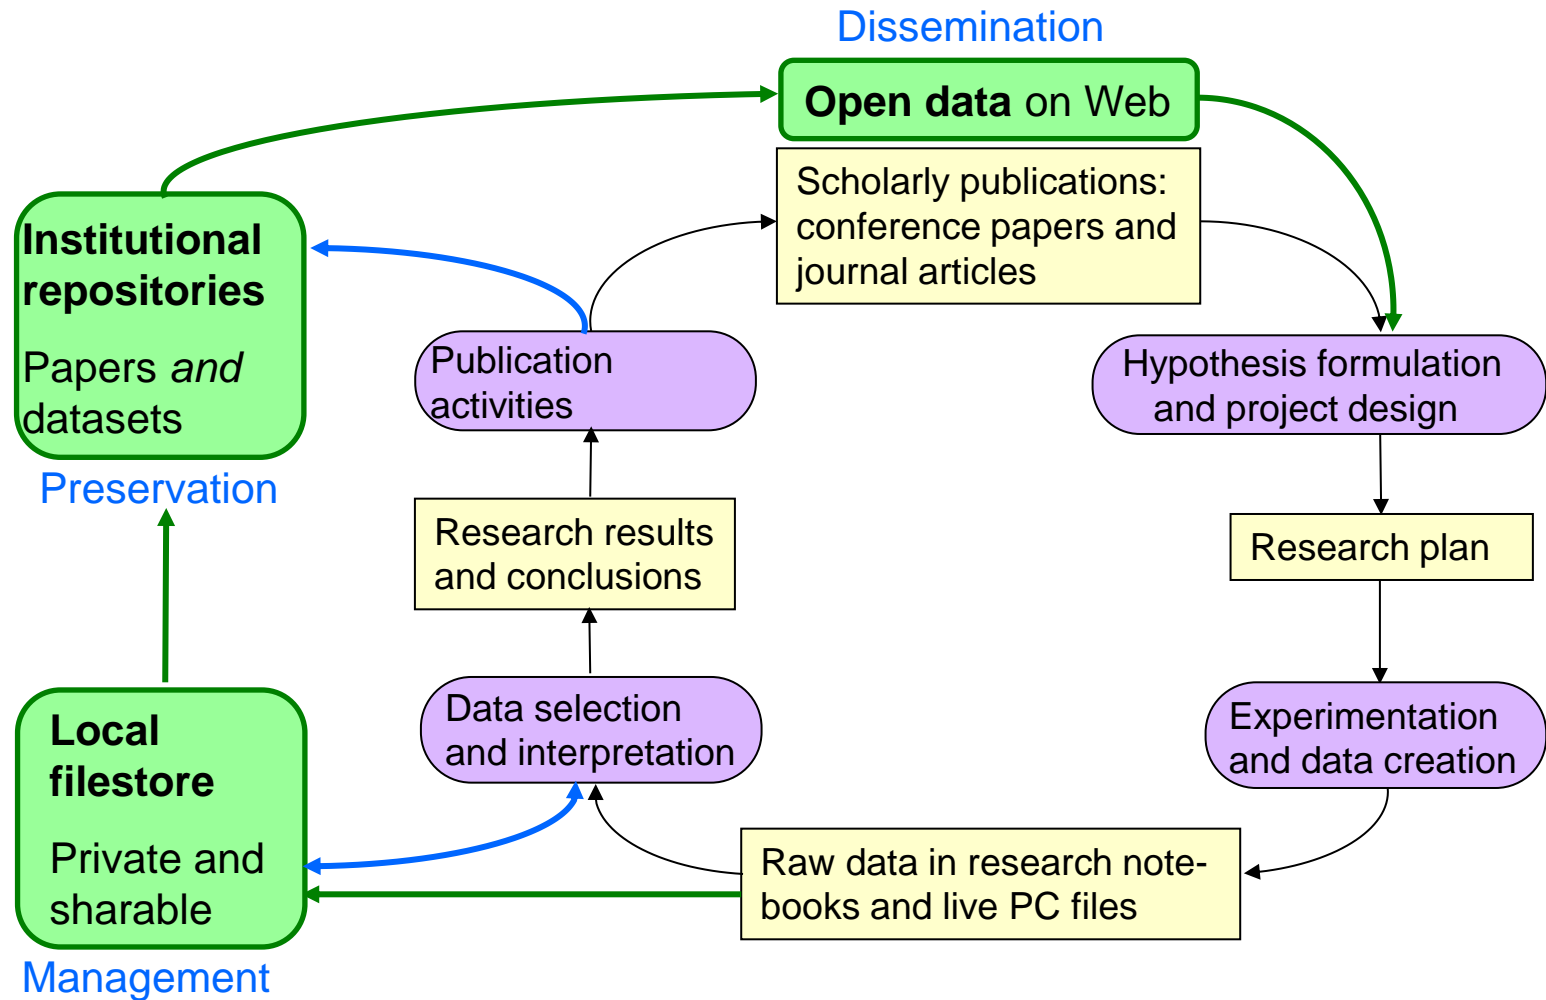 Dissemination
Open data on Web
Scholarly publications:
conference papers and
journal articles
Institutional
repositories
Papers and
datasets
Preservation
Publication
activities
Hypothesis formulation
and project design
Research results
and conclusions
Research plan
Data selection
and interpretation
Experimentation
and data creation
Local
filestore
Private and
sharable
Management
Raw data in research note-
books and live PC files